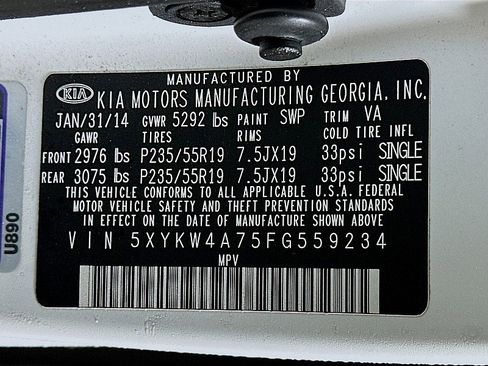 MANUFACTURED BY
KIA KIA MOTORS MANUFACTURING GEORGIA, INC.
JAN/31/14 GVWR 5292 lbs PAINT SWP TRIM VA
GAWR TIRES RIMS COLD TIRE INFL
FRONT 2976 lbs P235/55R19 7.5JX19 33psi SINGLE
REAR 3075 lbs P235/55R19 7.5JX19 33psi SINGLE
THIS VEHICLE CONFORMS TO ALL APPLICABLE U.S.A. FEDERAL
MOTOR VEHICLE SAFETY AND THEFT PREVENTION STANDARDS
IN EFFECT ON THE DATE OF MANUFACTURE SHOWN ABOVE
VIN 5XYKW4A75FG559234
MPV
U890